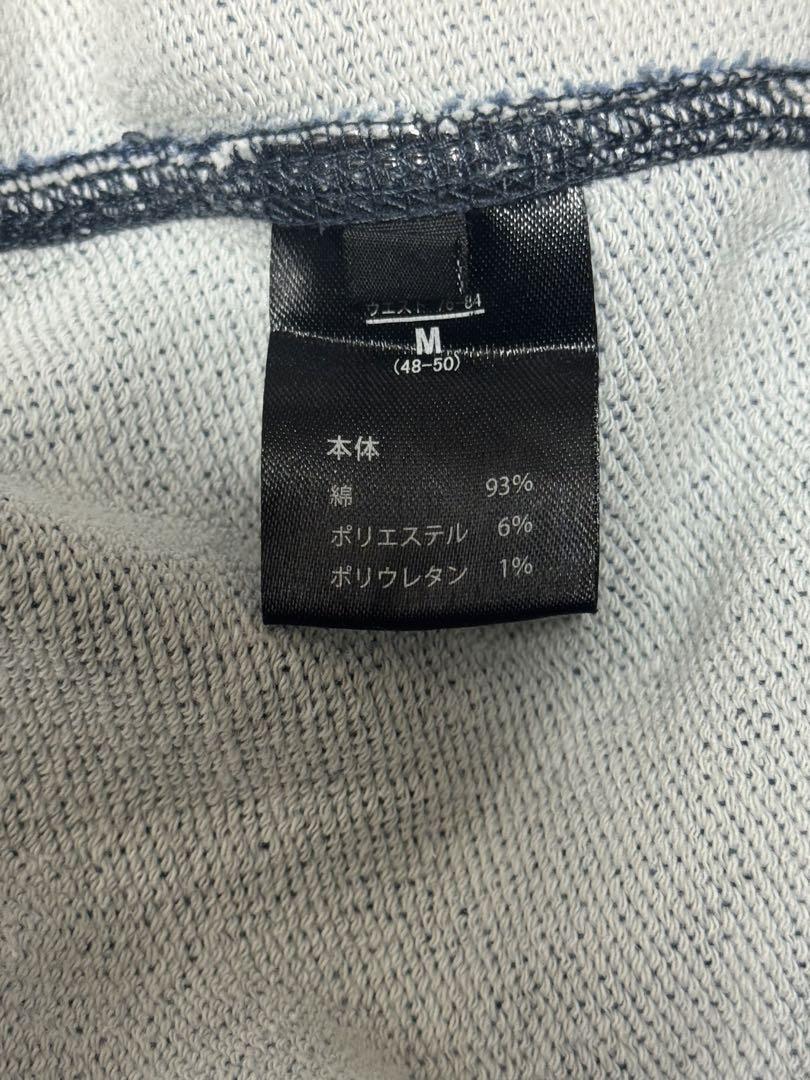 ウエスト 76-84
M
(48-50)
本体
綿 93%
ポリエステル 6%
ポリウレタン 1%